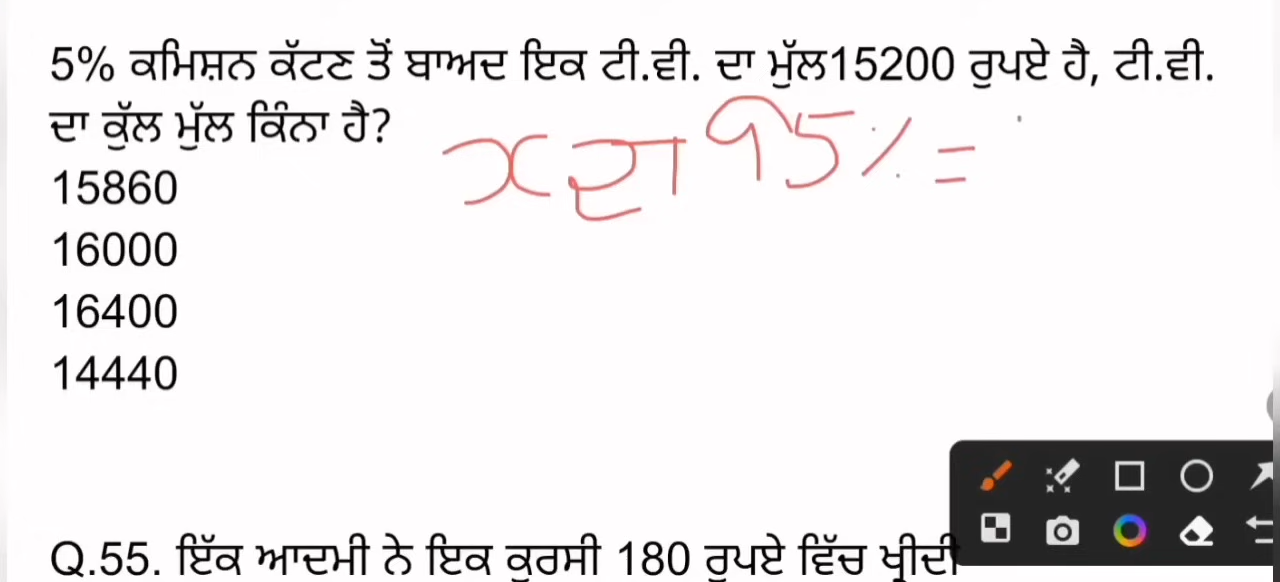 5% ਕਮਿਸ਼ਨ ਕੱਟਣ ਤੋਂ ਬਾਅਦ ਇਕ ਟੀ.ਵੀ. ਦਾ ਮੁੱਲ15200 ਰੁਪਏ ਹੈ, ਟੀ.ਵੀ.
ਦਾ ਕੁੱਲ ਮੁੱਲ ਕਿੰਨਾ ਹੈ?
x ਦਾ 95% =
15860
16000
16400
14440
Q.55. ਇੱਕ ਆਦਮੀ ਨੇ ਇਕ ਕੁਰਸੀ 180 ਰੁਪਏ ਵਿੱਚ ਖ੍ਰੀਦੀ